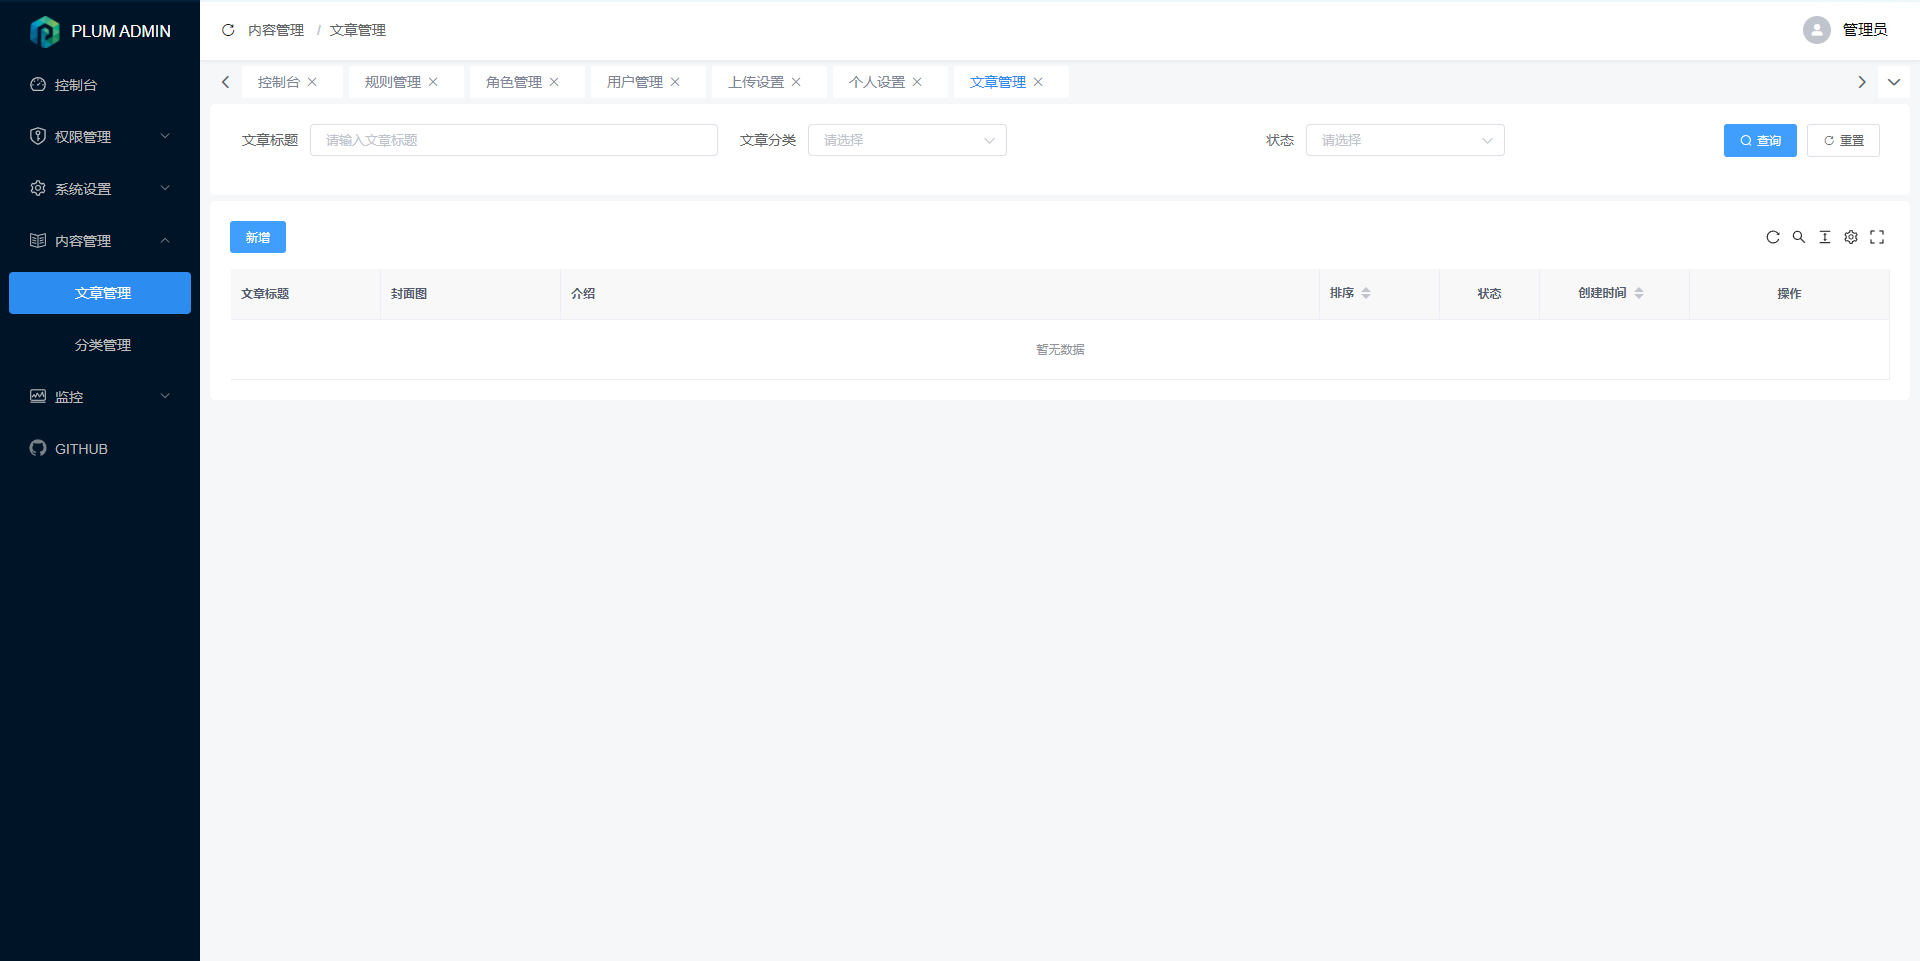 PLUM ADMIN
控制台
权限管理
系统设置
内容管理
文章管理
分类管理
监控
GITHUB
内容管理 / 文章管理
管理员
控制台 规则管理 角色管理 用户管理 上传设置 个人设置 文章管理
文章标题 请输入文章标题 文章分类 请选择 状态 请选择 查询 重置
新增
文章标题 封面图 介绍 排序 状态 创建时间 操作
暂无数据